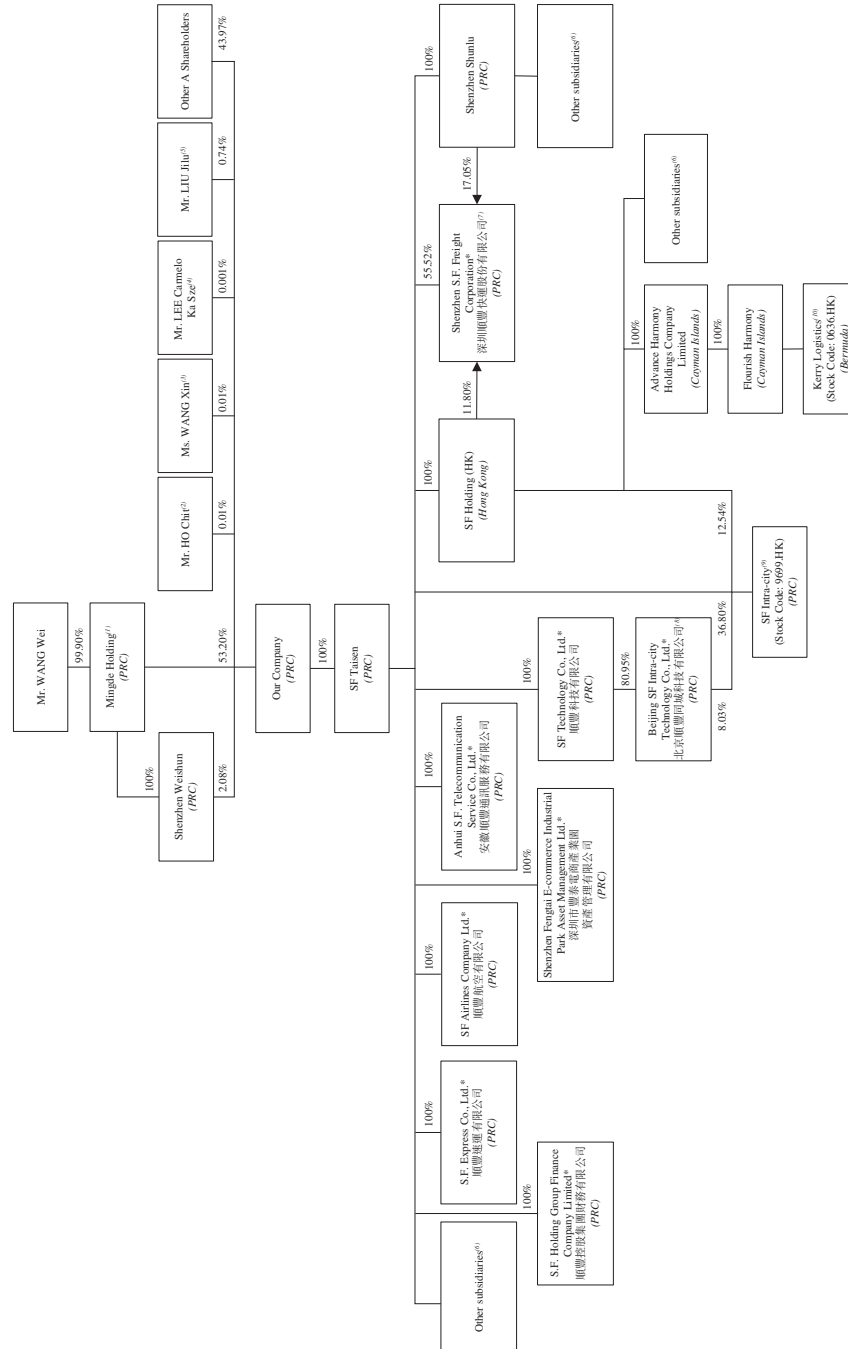 Mr. WANG Wei
99.90%
Mingde Holding(1)
(PRC)
100%
Shenzhen Weishun
(PRC)
2.08%
53.20%
Mr. HO Chit(2)
0.01%
Ms. WANG Xin(3)
0.01%
Mr. LEE Carmelo
Ka Sze(4)
0.001%
Mr. LIU Jilu(5)
0.74%
Other A Shareholders
43.97%
Our Company
(PRC)
100%
SF Taisen
(PRC)
Other subsidiaries(6)
100%
S.F. Holding Group Finance
Company Limited*
順豐控股集團財務有限公司
(PRC)
100%
S.F. Express Co., Ltd.*
順豐速運有限公司
(PRC)
100%
SF Airlines Company Ltd.*
順豐航空有限公司
(PRC)
100%
Shenzhen Fengtai E-commerce Industrial
Park Asset Management Ltd.*
深圳市豐泰電商產業園
資產管理有限公司
(PRC)
100%
Anhui S.F. Telecommunication
Service Co., Ltd.*
安徽順豐通訊服務有限公司
(PRC)
100%
SF Technology Co., Ltd.*
順豐科技有限公司
(PRC)
80.95%
Beijing SF Intra-city
Technology Co., Ltd.*
北京順豐同城科技有限公司(8)
(PRC)
8.03%
36.80%
12.54%
SF Intra-city(9)
(Stock Code: 9699.HK)
(PRC)
100%
SF Holding (HK)
(Hong Kong)
11.80%
55.52%
Shenzhen S.F. Freight
Corporation*
深圳順豐快運股份有限公司(7)
(PRC)
17.05%
100%
Shenzhen Shunlu
(PRC)
Other subsidiaries(6)
100%
Advance Harmony
Holdings Company
Limited
(Cayman Islands)
100%
Flourish Harmony
(Cayman Islands)
Kerry Logistics(10)
(Stock Code: 0636.HK)
(Bermuda)
Other subsidiaries(6)